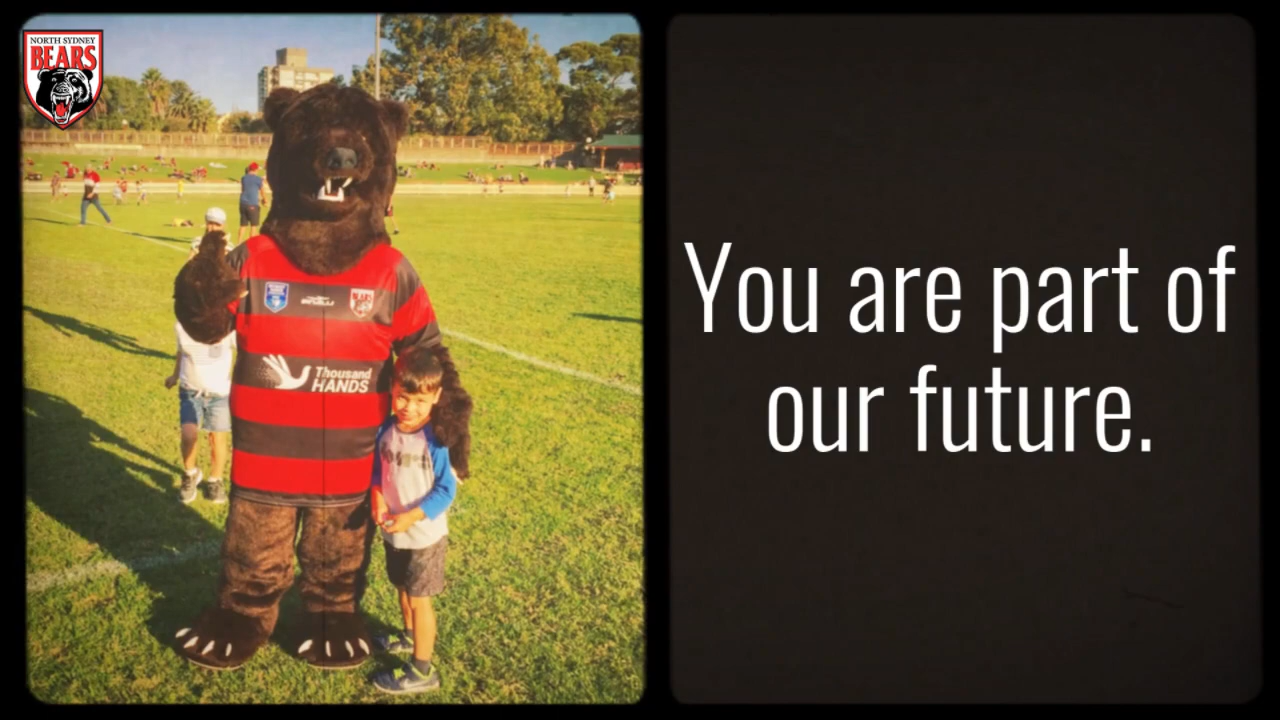 NORTH SYDNEY
BEARS
Thousand
HANDS
You are part of
our future.